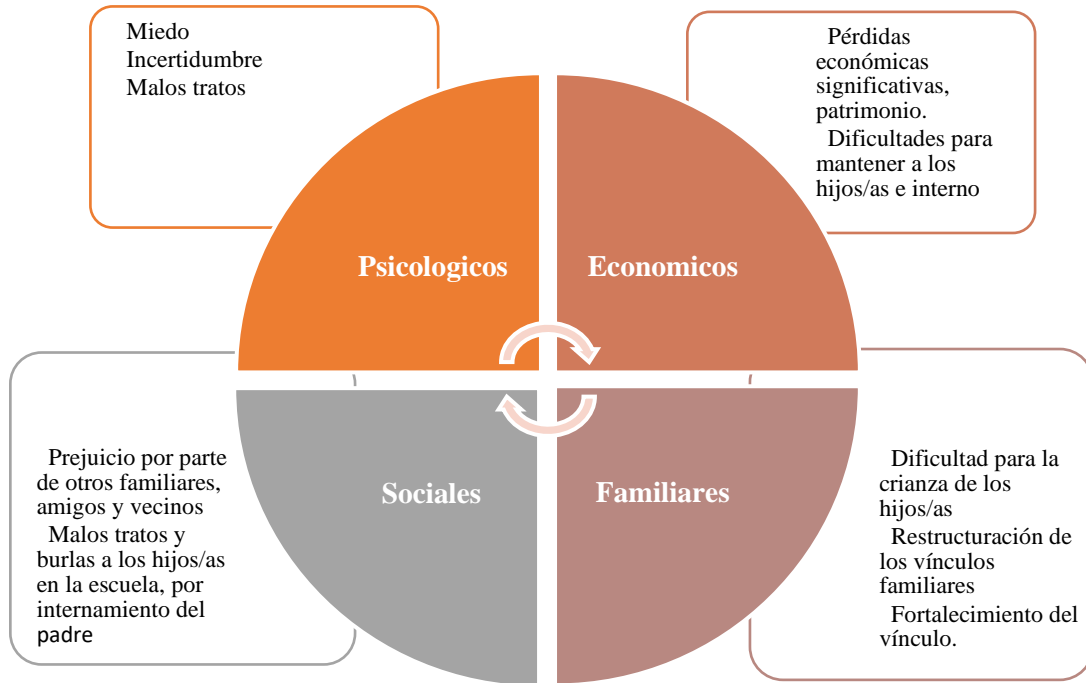 Miedo
Incertidumbre
Malos tratos
Pérdidas
económicas
significativas,
patrimonio.
Dificultades para
mantener a los
hijos/as e interno
Psicologicos
Economicos
Sociales
Familiares
Prejuicio por parte
de otros familiares,
amigos y vecinos
Malos tratos y
burlas a los hijos/as
en la escuela, por
internamiento del
padre
Dificultad para la
crianza de los
hijos/as
Restructuración de
los vínculos
familiares
Fortalecimiento del
vínculo.